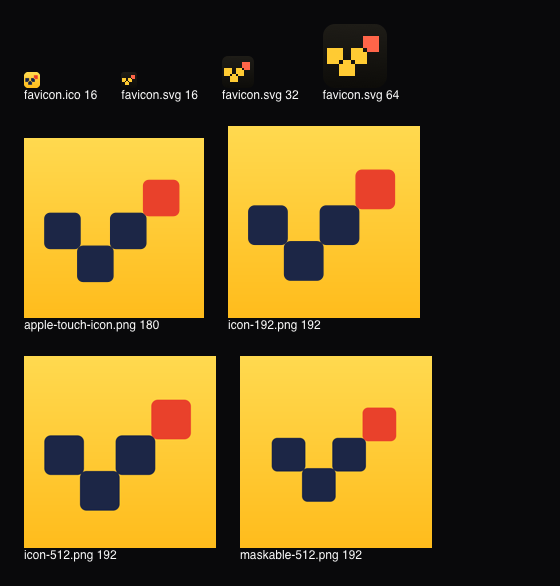 favicon.ico 16
favicon.svg 16
favicon.svg 32
favicon.svg 64
apple-touch-icon.png 180
icon-192.png 192
icon-512.png 192
maskable-512.png 192